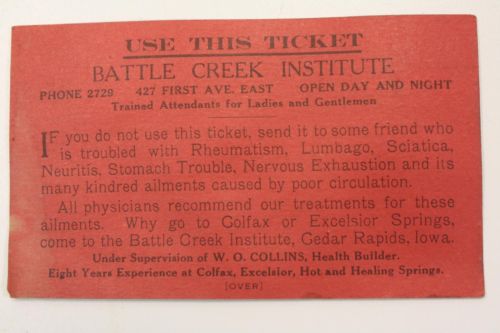 USE THIS TICKET
BATTLE CREEK INSTITUTE
PHONE 2729 427 FIRST AVE. EAST OPEN DAY AND NIGHT
Trained Attendants for Ladies and Gentlemen
IF you do not use this ticket, send it to some friend who
is troubled with Rheumatism, Lumbago, Sciatica,
Neuritis, Stomach Trouble, Nervous Exhaustion and its
many kindred ailments caused by poor circulation.
All physicians recommend our treatments for these
ailments. Why go to Colfax or Excelsior Springs,
come to the Battle Creek Institute, Cedar Rapids, Iowa.
Under Supervision of W. O. COLLINS, Health Builder.
Eight Years Experience at Colfax, Excelsior, Hot and Healing Springs.
[OVER]